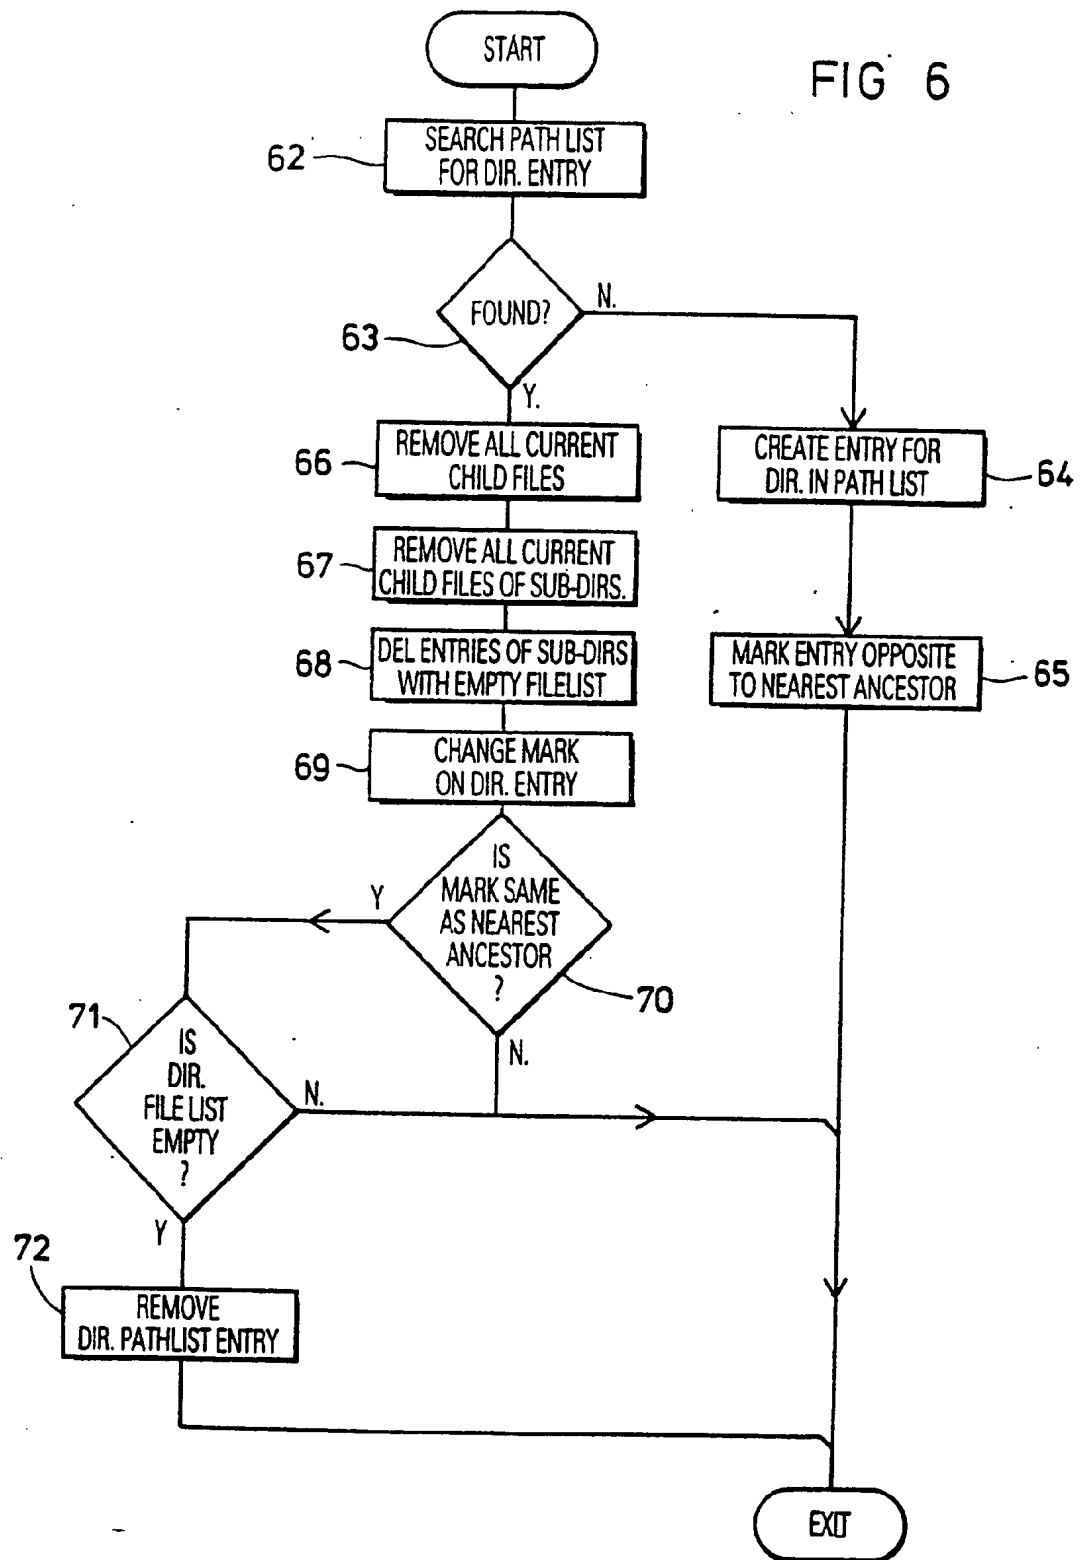 START
FIG 6
62
SEARCH PATH LIST
FOR DIR. ENTRY
FOUND?
N.
63
Y.
66
REMOVE ALL CURRENT
CHILD FILES
CREATE ENTRY FOR
DIR. IN PATH LIST
64
67
REMOVE ALL CURRENT
CHILD FILES OF SUB-DIRS.
68
DEL ENTRIES OF SUB-DIRS
WITH EMPTY FILELIST
MARK ENTRY OPPOSITE
TO NEAREST ANCESTOR
65
69
CHANGE MARK
ON DIR. ENTRY
IS
MARK SAME
AS NEAREST
ANCESTOR
?
Y
70
N.
71
IS
DIR.
FILE LIST
EMPTY
?
N.
Y
72
REMOVE
DIR. PATHLIST ENTRY
EXIT